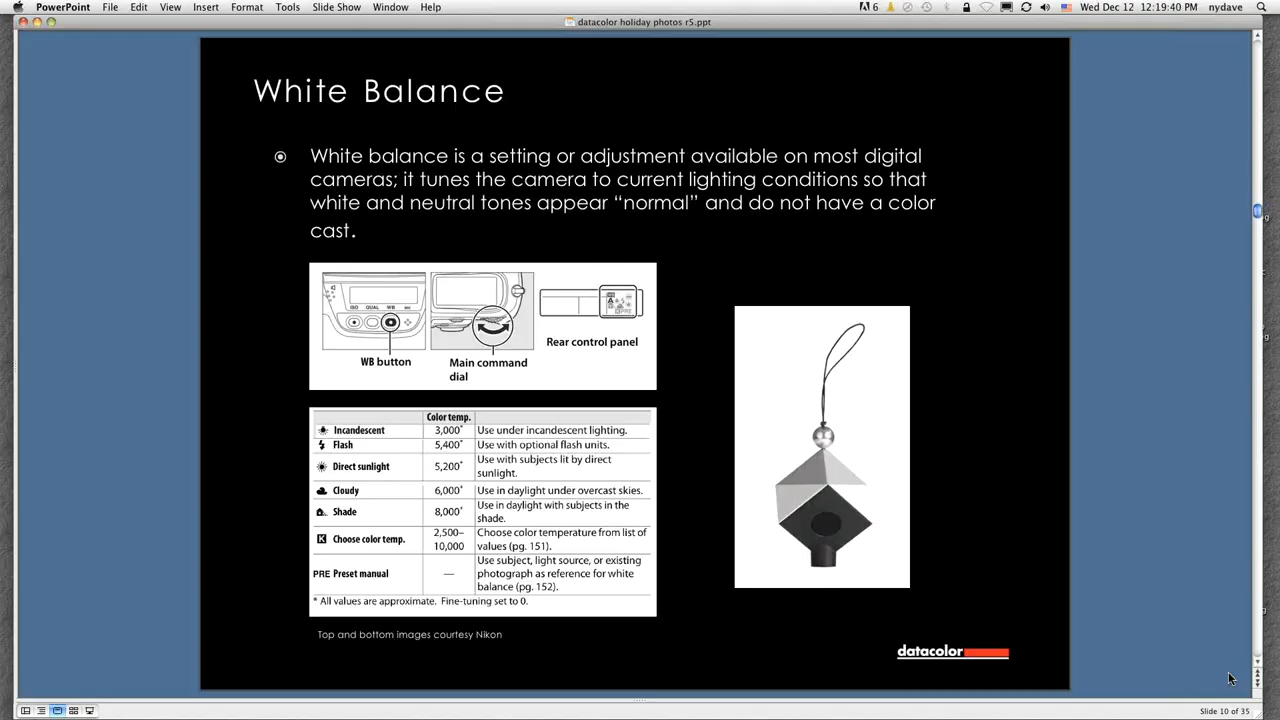 PowerPoint File Edit View Insert Format Tools Slide Show Window Help 6 Wed Dec 12 12:19:40 PM nydave
datacolor holiday photos r5.ppt
White Balance
White balance is a setting or adjustment available on most digital
cameras; it tunes the camera to current lighting conditions so that
white and neutral tones appear “normal” and do not have a color
cast.
ISO QUAL WB
WB button
Main command
dial
Rear control panel
Color temp.
Incandescent 3,000* Use under incandescent lighting.
Flash 5,400* Use with optional flash units.
Direct sunlight 5,200* Use with subjects lit by direct
sunlight.
Cloudy 6,000* Use in daylight under overcast skies.
Shade 8,000* Use in daylight with subjects in the
shade.
K Choose color temp. 2,500–
10,000 Choose color temperature from list of
values (pg. 151).
PRE Preset manual — Use subject, light source, or existing
photograph as reference for white
balance (pg. 152).
* All values are approximate. Fine-tuning set to 0.
Top and bottom images courtesy Nikon
datacolor
Slide 10 of 35